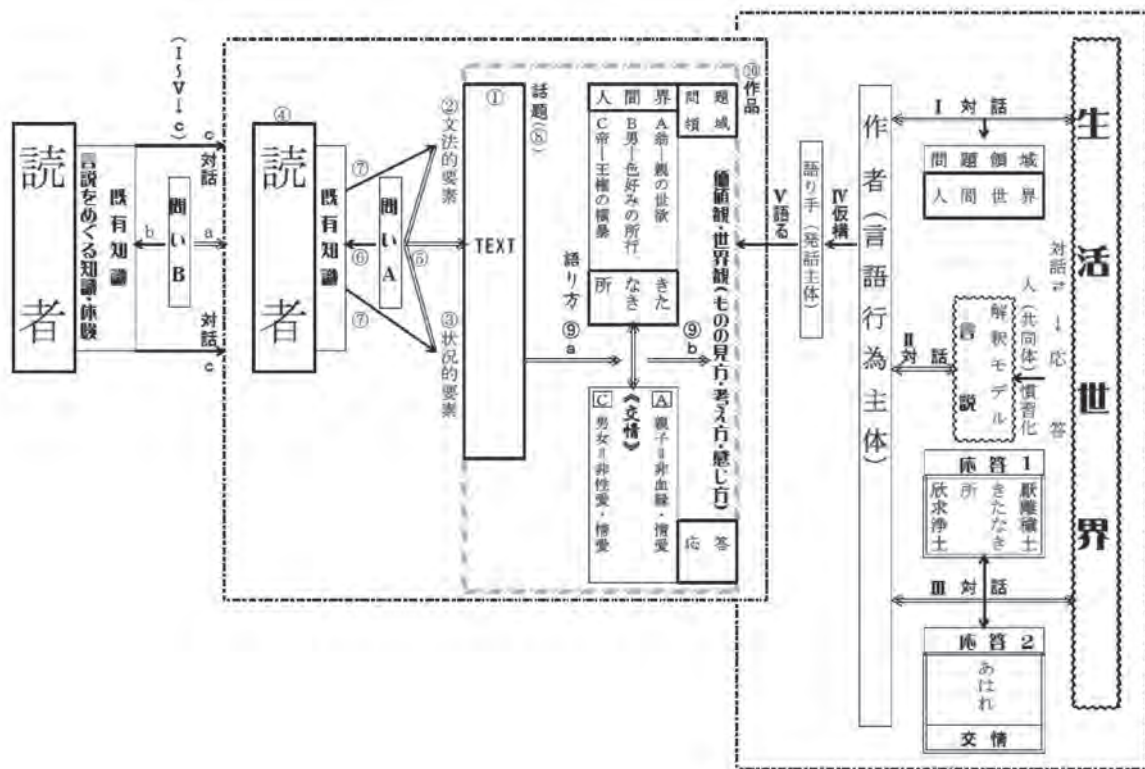 生活世界
Ⅰ対話
問題領域
人間世界
対話⇄
人(共同体)慣習化
↓応答
解釈モデル
言説
Ⅱ対話
応答1
厭離穢土
きたなき
所
欣求浄土
Ⅲ対話
応答2
あはれ
交情
作者(言語行為主体)
Ⅳ仮構
語り手(発話主体)
Ⅴ語る
⑩作品
価値観・世界観(ものの見方・考え方・感じ方)
問題
領域
人間界
A翁―親の世欲
B男―色好みの所行
C帝―王権の横暴
きた
なき
所
応答
《交情》
A 親子=非血縁・情愛
C 男女=非性愛・情愛
語り方
⑨a
⑨b
話題(⑧)
①
TEXT
②文法的要素
③状況的要素
⑤
問いA
⑥
⑦
⑦
④
既有知識
読者
対話
c
対話
c
(Ⅰ~Ⅵc)
a
問いB
b
既有知識
言説をめぐる知識・体験
読者